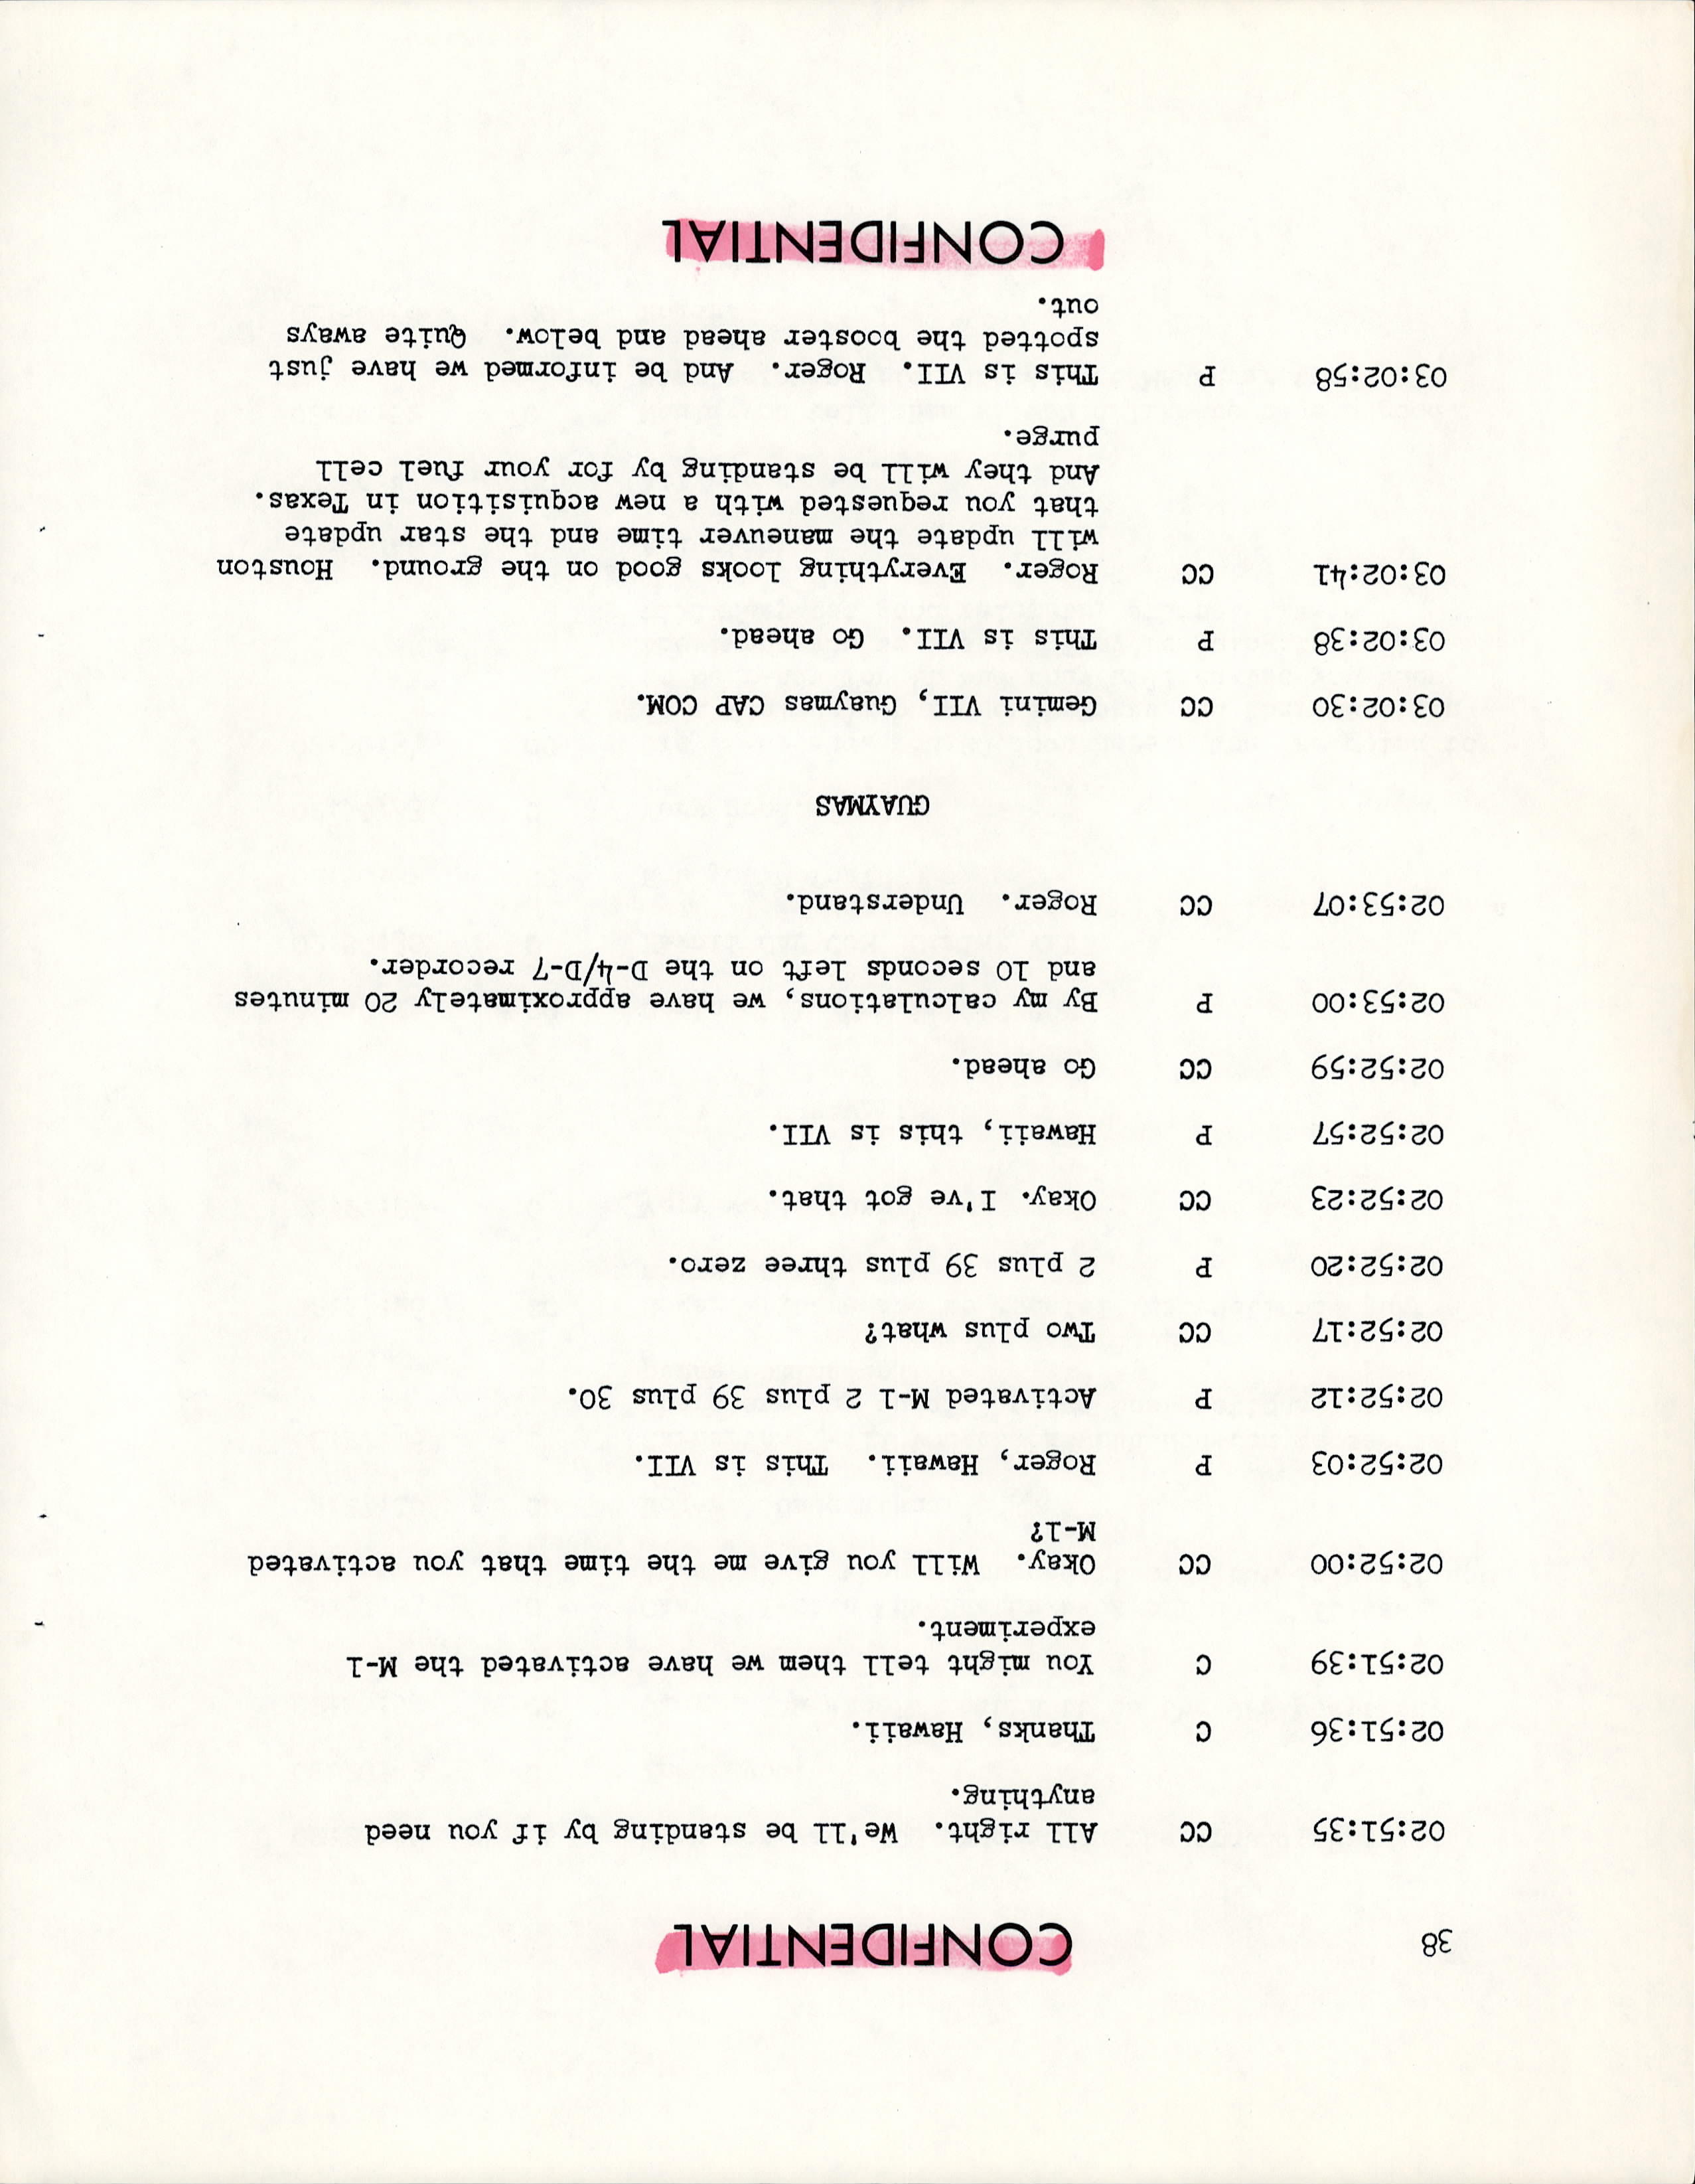 38
CONFIDENTIAL
02:51:35 CC All right. We'll be standing by if you need
anything.
02:51:36 C Thanks, Hawaii.
02:51:39 C You might tell them we have activated the M-1
experiment.
02:52:00 CC Okay. Will you give me the time that you activated
M-1?
02:52:03 P Roger, Hawaii. This is VII.
02:52:12 P Activated M-1 2 plus 39 plus 30.
02:52:17 CC Two plus what?
02:52:20 P 2 plus 39 plus three zero.
02:52:23 CC Okay. I've got that.
02:52:57 P Hawaii, this is VII.
02:52:59 CC Go ahead.
02:53:00 P By my calculations, we have approximately 20 minutes
and 10 seconds left on the D-4/D-7 recorder.
02:53:07 CC Roger. Understand.
GUAYMAS
03:02:30 CC Gemini VII, Guaymas CAP COM.
03:02:38 P This is VII. Go ahead.
03:02:41 CC Roger. Everything looks good on the ground. Houston
will update the maneuver time and the star update
that you requested with a new acquisition in Texas.
And they will be standing by for your fuel cell
purge.
03:02:58 P This is VII. Roger. And be informed we have just
spotted the booster ahead and below. Quite aways
out.
CONFIDENTIAL